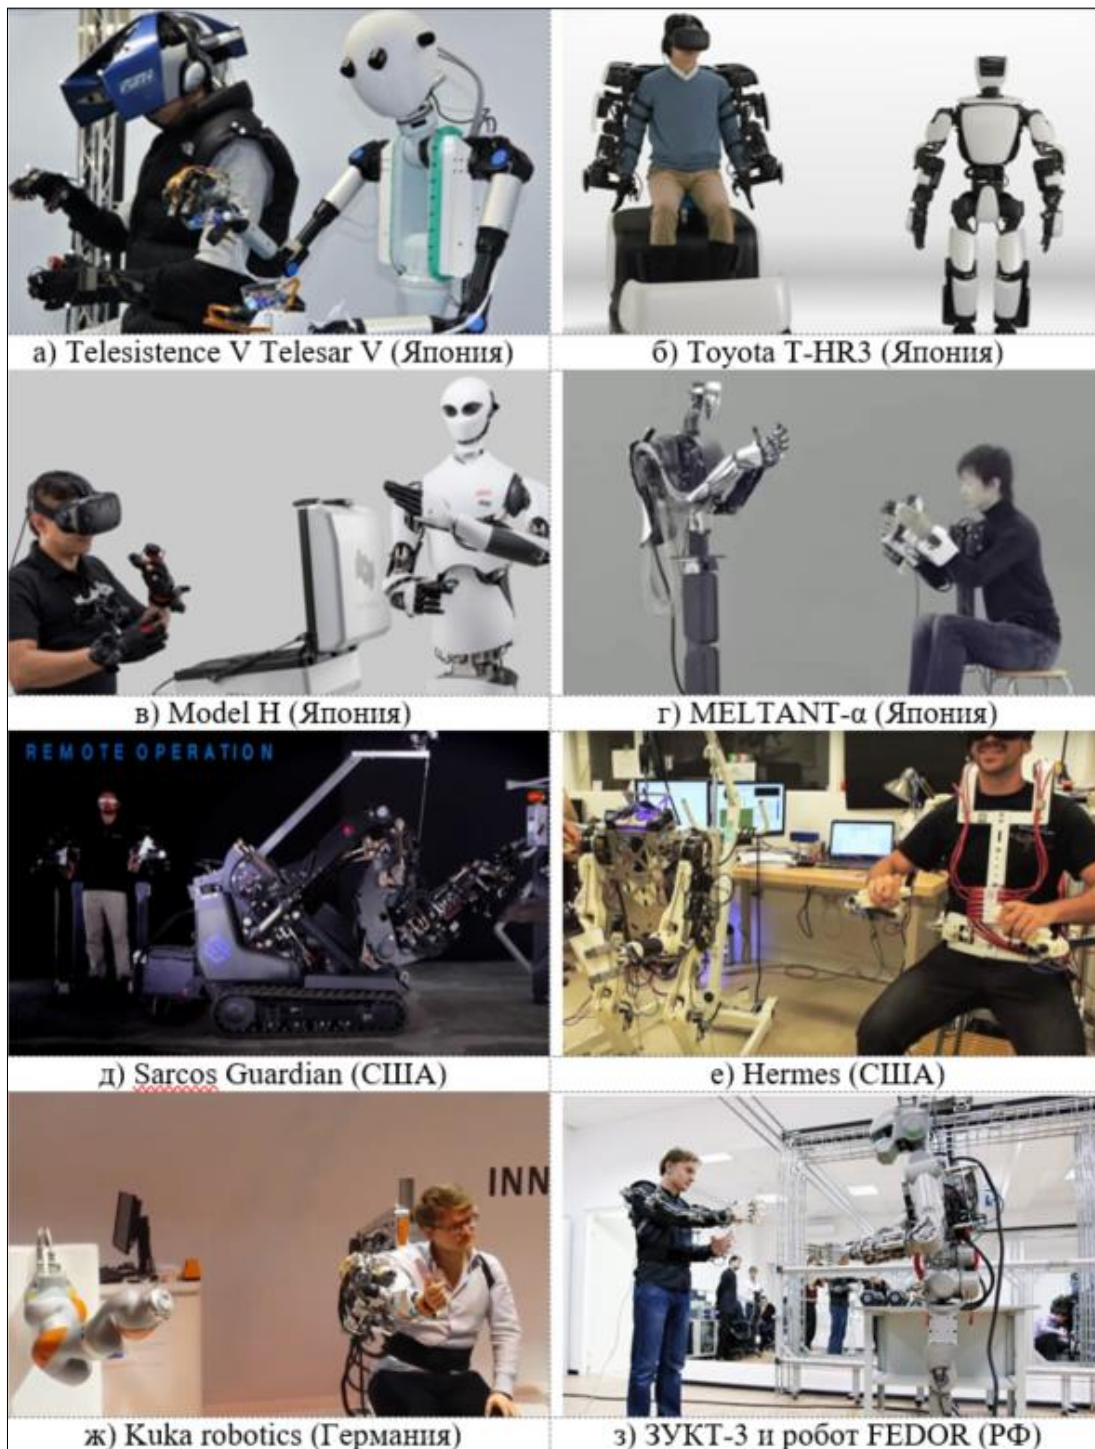 а) Telesistence V Telesar V (Япония)
б) Toyota T-HR3 (Япония)
в) Model H (Япония)
г) MELTANT-α (Япония)
REMOTE OPERATION
д) Sarcos Guardian (США)
е) Hermes (США)
INN
ж) Kuka robotics (Германия)
з) ЗУКТ-3 и робот FEDOR (РФ)